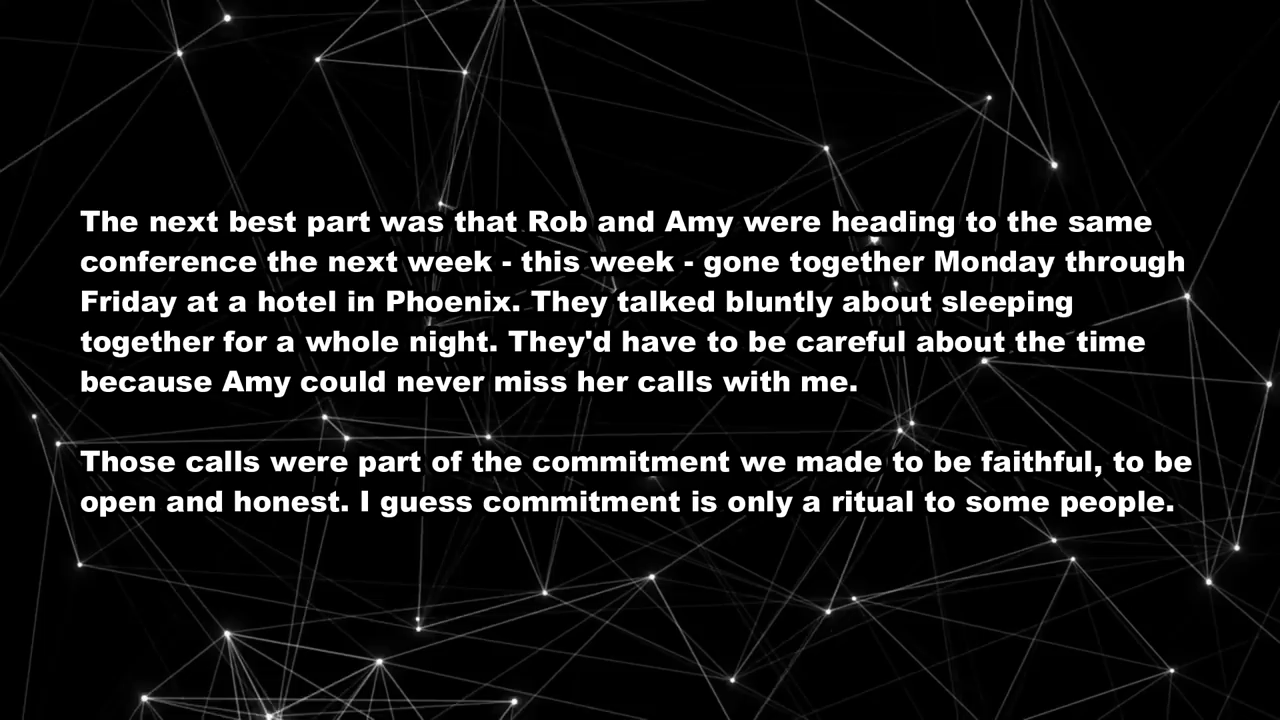 The next best part was that Rob and Amy were heading to the same
conference the next week - this week - gone together Monday through
Friday at a hotel in Phoenix. They talked bluntly about sleeping
together for a whole night. They'd have to be careful about the time
because Amy could never miss her calls with me.
Those calls were part of the commitment we made to be faithful, to be
open and honest. I guess commitment is only a ritual to some people.